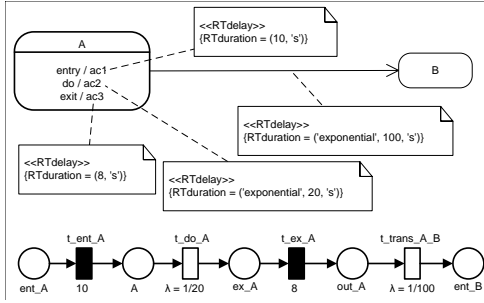 <<RTdelay>>
{RTduration = (10, 's')}
A
entry / ac1
do / ac2
exit / ac3
B
<<RTdelay>>
{RTduration = ('exponential', 100, 's')}
<<RTdelay>>
{RTduration = (8, 's')}
<<RTdelay>>
{RTduration = ('exponential', 20, 's')}
t_ent_A t_do_A t_ex_A t_trans_A_B
ent_A 10 A λ = 1/20 ex_A 8 out_A λ = 1/100 ent_B